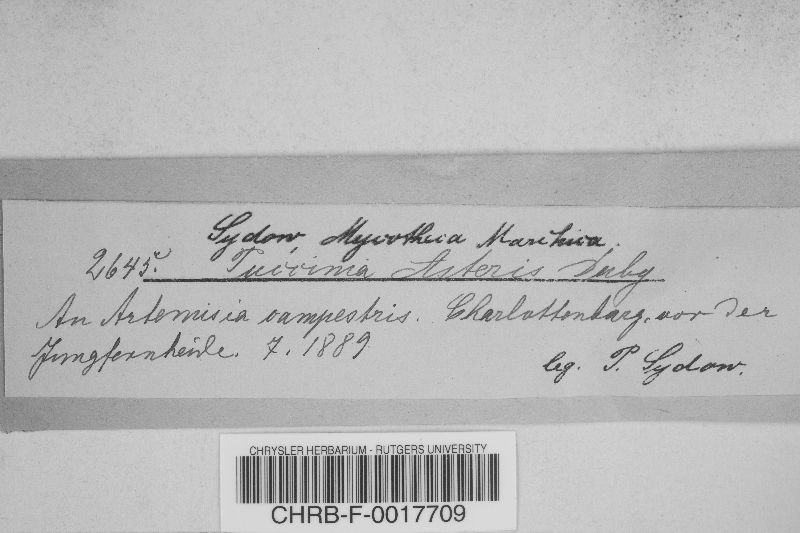 Sydow, Mycotheca Marchica.
2645. Puccinia Asteris Duby
An Artemisia campestris. Charlottenburg, vor der
Jungfernheide. 7. 1889
leg. P. Sydow.
CHRYSLER HERBARIUM - RUTGERS UNIVERSITY
CHRB-F-0017709